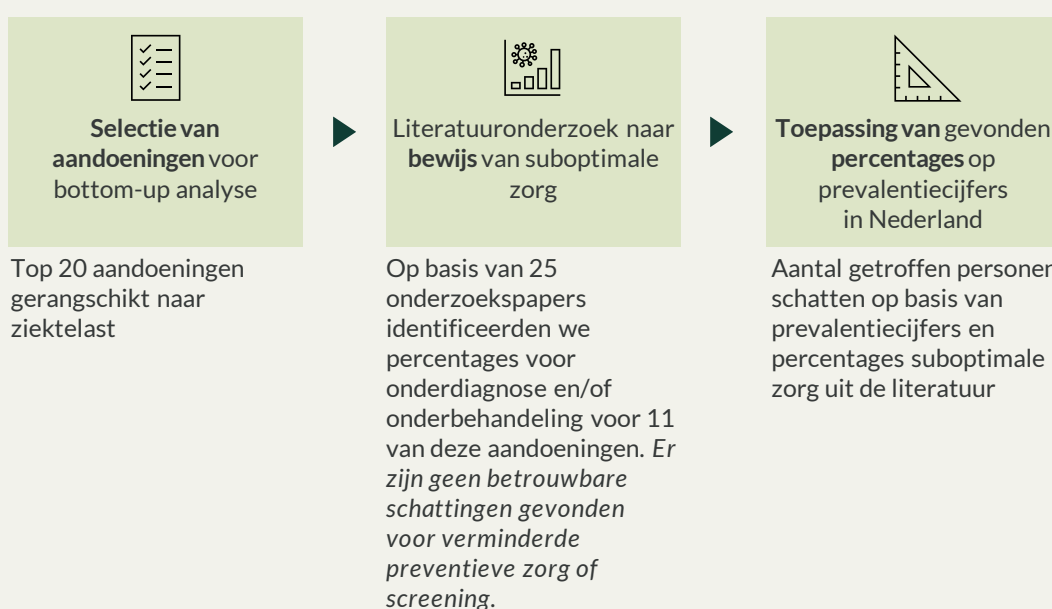 Selectie van
aandoeningen voor
bottom-up analyse
Top 20 aandoeningen
gerangschikt naar
ziektelast
Literatuuronderzoek naar
bewijs van suboptimale
zorg
Op basis van 25
onderzoekspapers
identificeerden we
percentages voor
onderdiagnose en/of
onderbehandeling voor 11
van deze aandoeningen. Er
zijn geen betrouwbare
schattingen gevonden
voor verminderde
preventieve zorg of
screening.
Toepassing van gevonden
percentages op
prevalentiecijfers
in Nederland
Aantal getroffen personen
schatten op basis van
prevalentiecijfers en
percentages suboptimale
zorg uit de literatuur